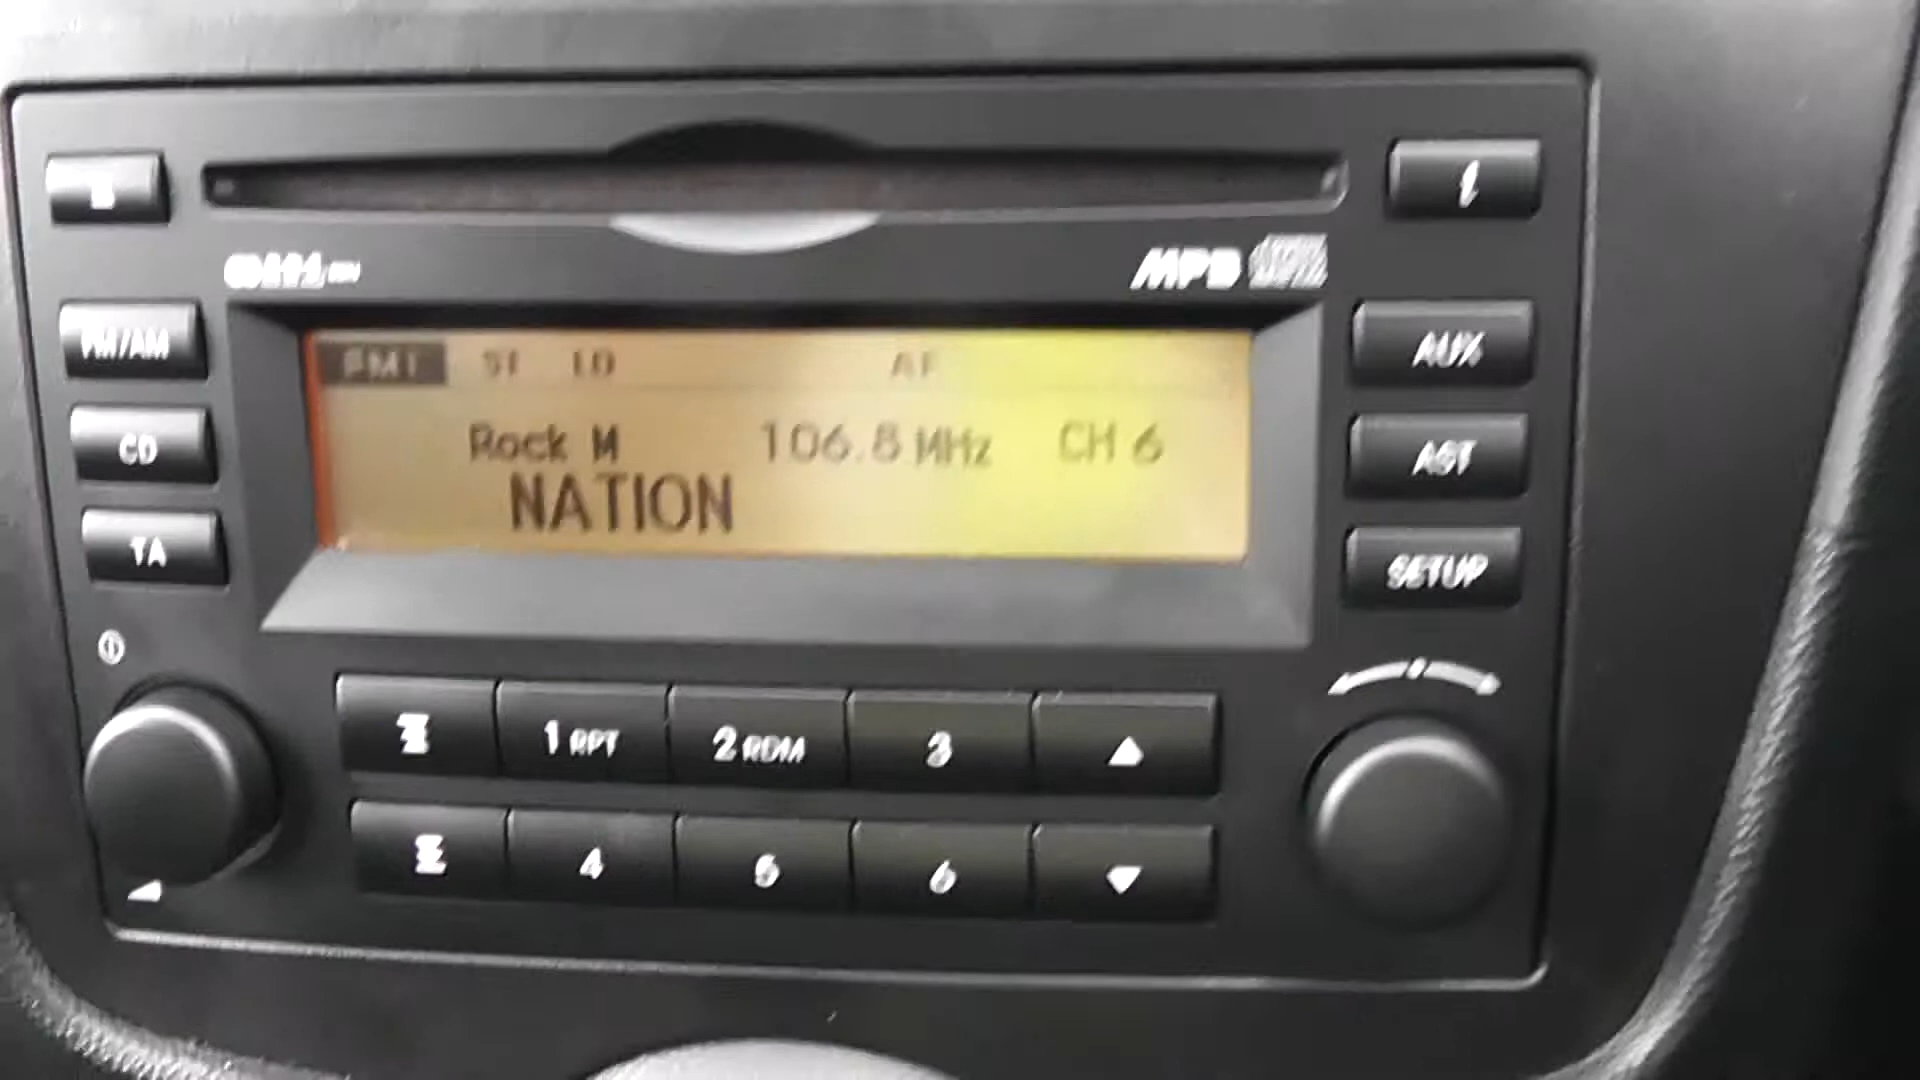 i
MP3
FM/AM
AUX
FM1 ST LO AF
Rock M 106.8 MHz CH 6
NATION
CD
AST
TA
SETUP
1 RPT 2 RDM 3
4 5 6